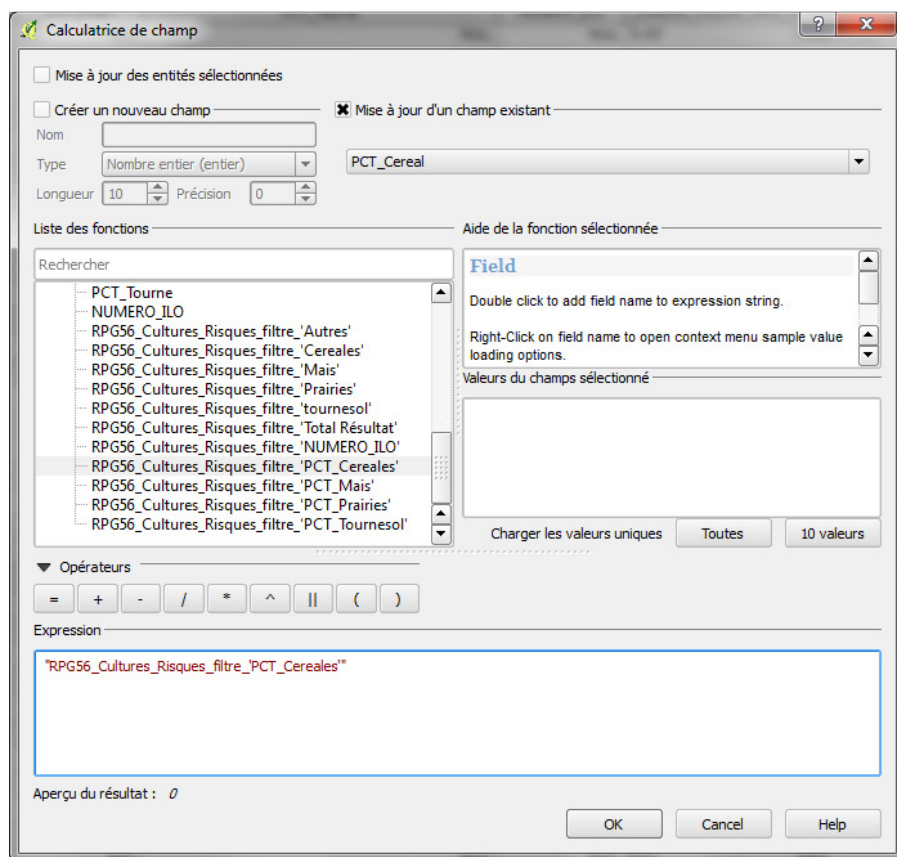 Calculatrice de champ
Mise à jour des entités sélectionnées
Créer un nouveau champ
Mise à jour d'un champ existant
Nom
Type Nombre entier (entier)
PCT_Cereal
Longueur 10 Précision 0
Liste des fonctions
Aide de la fonction sélectionnée
Rechercher
Field
Double click to add field name to expression string.
Right-Click on field name to open context menu sample value
loading options.
PCT_Tourne
NUMERO_ILO
RPG56_Cultures_Risques_filtre_'Autres'
RPG56_Cultures_Risques_filtre_'Cereales'
RPG56_Cultures_Risques_filtre_'Mais'
RPG56_Cultures_Risques_filtre_'Prairies'
RPG56_Cultures_Risques_filtre_'tournesol'
RPG56_Cultures_Risques_filtre_'Total Résultat'
RPG56_Cultures_Risques_filtre_'NUMERO_ILO'
RPG56_Cultures_Risques_filtre_'PCT_Cereales'
RPG56_Cultures_Risques_filtre_'PCT_Mais'
RPG56_Cultures_Risques_filtre_'PCT_Prairies'
RPG56_Cultures_Risques_filtre_'PCT_Tournesol'
Valeurs du champs sélectionné
Charger les valeurs uniques Toutes 10 valeurs
Opérateurs
= + - / * ^ || ( )
Expression
"RPG56_Cultures_Risques_filtre_'PCT_Cereales'"
Aperçu du résultat : 0
OK Cancel Help